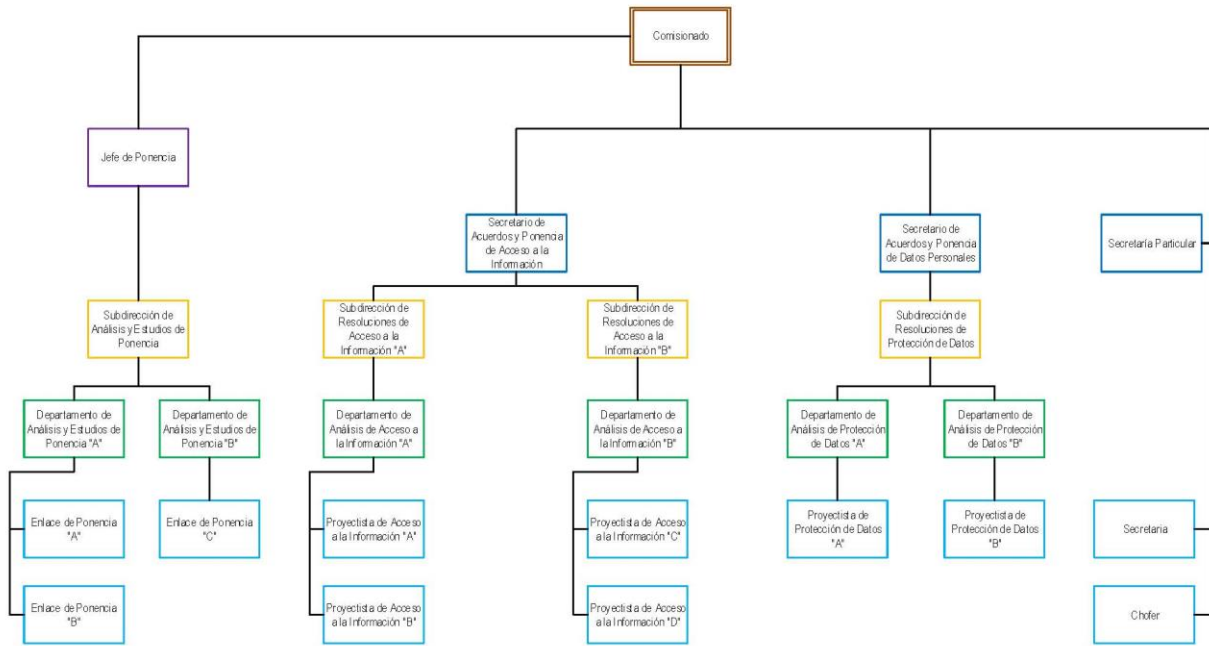 Comisionado
Jefe de Ponencia
Secretario de
Acuerdos y Ponencia
de Acceso a la
Información
Secretario de
Acuerdos y Ponencia
de Datos Personales
Secretaría Particular
Subdirección de
Análisis y Estudios de
Ponencia
Subdirección de
Resoluciones de
Acceso a la
Información "A"
Subdirección de
Resoluciones de
Acceso a la
Información "B"
Subdirección de
Resoluciones de
Protección de Datos
Departamento de
Análisis y Estudios de
Ponencia "A"
Departamento de
Análisis y Estudios de
Ponencia "B"
Departamento de
Análisis de Acceso a
la Información "A"
Departamento de
Análisis de Acceso a
la Información "B"
Departamento de
Análisis de Protección
de Datos "A"
Departamento de
Análisis de Protección
de Datos "B"
Enlace de Ponencia
"A"
Enlace de Ponencia
"C"
Proyectista de Acceso
a la Información "A"
Proyectista de Acceso
a la Información "C"
Proyectista de
Protección de Datos
"A"
Proyectista de
Protección de Datos
"B"
Secretaria
Enlace de Ponencia
"B"
Proyectista de Acceso
a la Información "B"
Proyectista de Acceso
a la Información "D"
Chofer